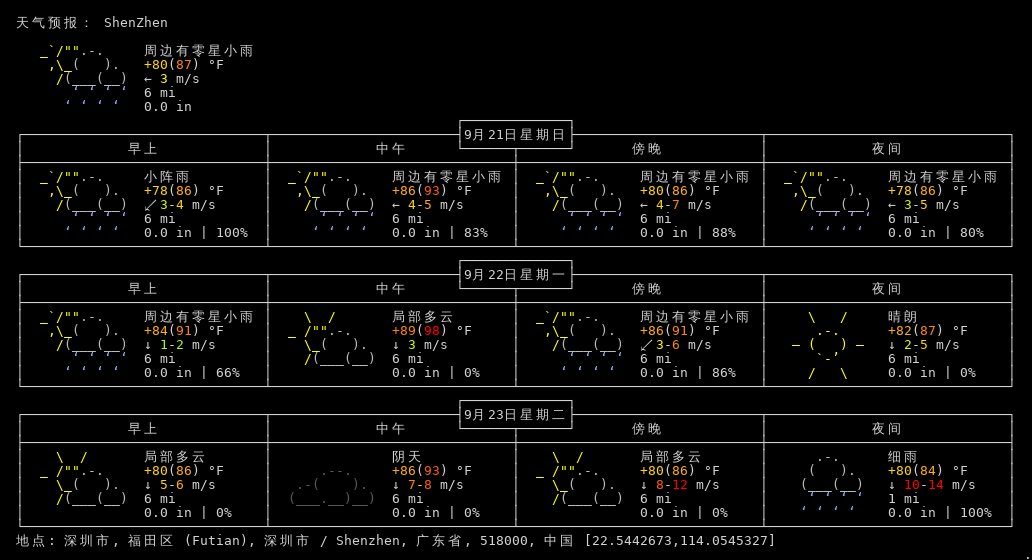 天气预报： ShenZhen
周边有零星小雨
+80(87) °F
← 3 m/s
6 mi
0.0 in
9月21日星期日
早上 中午 傍晚 夜间
小阵雨 周边有零星小雨 周边有零星小雨 周边有零星小雨
+78(86) °F +86(93) °F +80(86) °F +78(86) °F
↙ 3-4 m/s ← 4-5 m/s ← 4-7 m/s ← 3-5 m/s
6 mi 6 mi 6 mi 6 mi
0.0 in | 100% 0.0 in | 83% 0.0 in | 88% 0.0 in | 80%
9月22日星期一
早上 中午 傍晚 夜间
周边有零星小雨 局部多云 周边有零星小雨 晴朗
+84(91) °F +89(98) °F +86(91) °F +82(87) °F
↓ 1-2 m/s ↓ 3 m/s ↙ 3-6 m/s ↓ 2-5 m/s
6 mi 6 mi 6 mi 6 mi
0.0 in | 66% 0.0 in | 0% 0.0 in | 86% 0.0 in | 0%
9月23日星期二
早上 中午 傍晚 夜间
局部多云 阴天 局部多云 细雨
+80(86) °F +86(93) °F +80(86) °F +80(84) °F
↓ 5-6 m/s ↓ 7-8 m/s ↓ 8-12 m/s ↓ 10-14 m/s
6 mi 6 mi 6 mi 1 mi
0.0 in | 0% 0.0 in | 0% 0.0 in | 0% 0.0 in | 100%
地点: 深圳市, 福田区 (Futian), 深圳市 / Shenzhen, 广东省, 518000, 中国 [22.5442673,114.0545327]